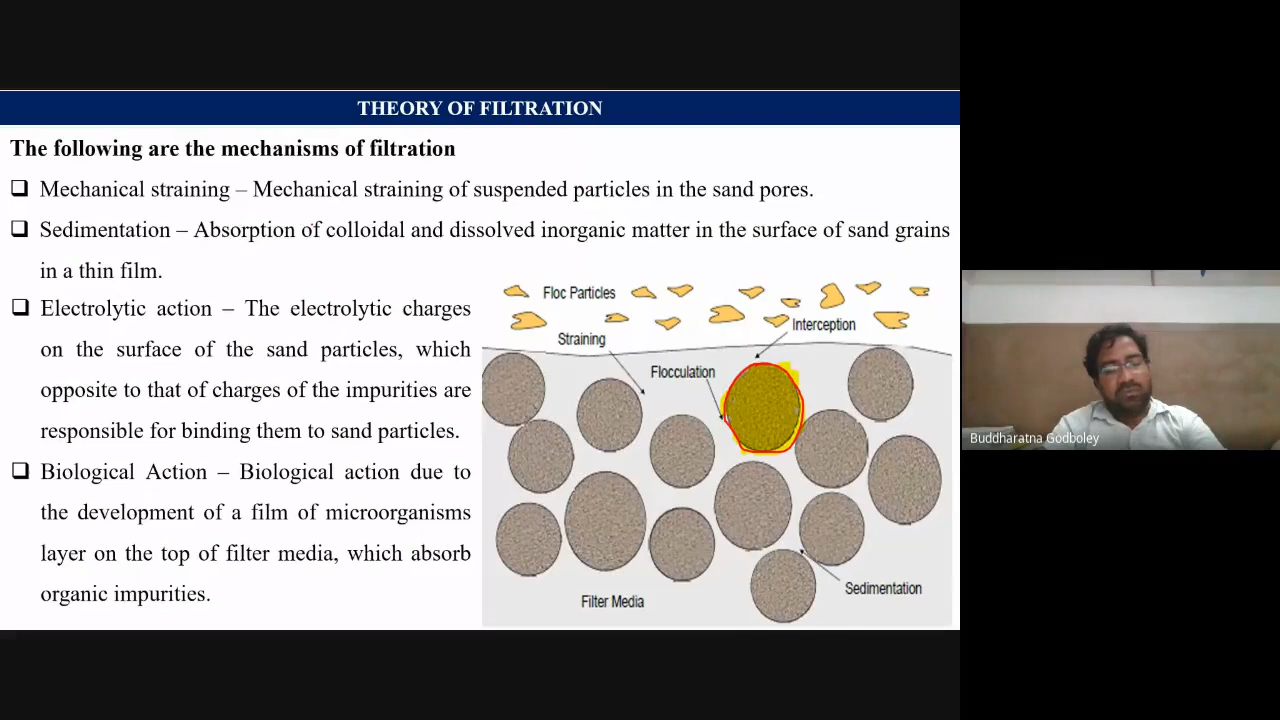 THEORY OF FILTRATION
The following are the mechanisms of filtration
❑ Mechanical straining – Mechanical straining of suspended particles in the sand pores.
❑ Sedimentation – Absorption of colloidal and dissolved inorganic matter in the surface of sand grains
in a thin film.
❑ Electrolytic action – The electrolytic charges
on the surface of the sand particles, which
opposite to that of charges of the impurities are
responsible for binding them to sand particles.
❑ Biological Action – Biological action due to
the development of a film of microorganisms
layer on the top of filter media, which absorb
organic impurities.
Floc Particles
Interception
Straining
Flocculation
Sedimentation
Filter Media
Buddharatna Godboley